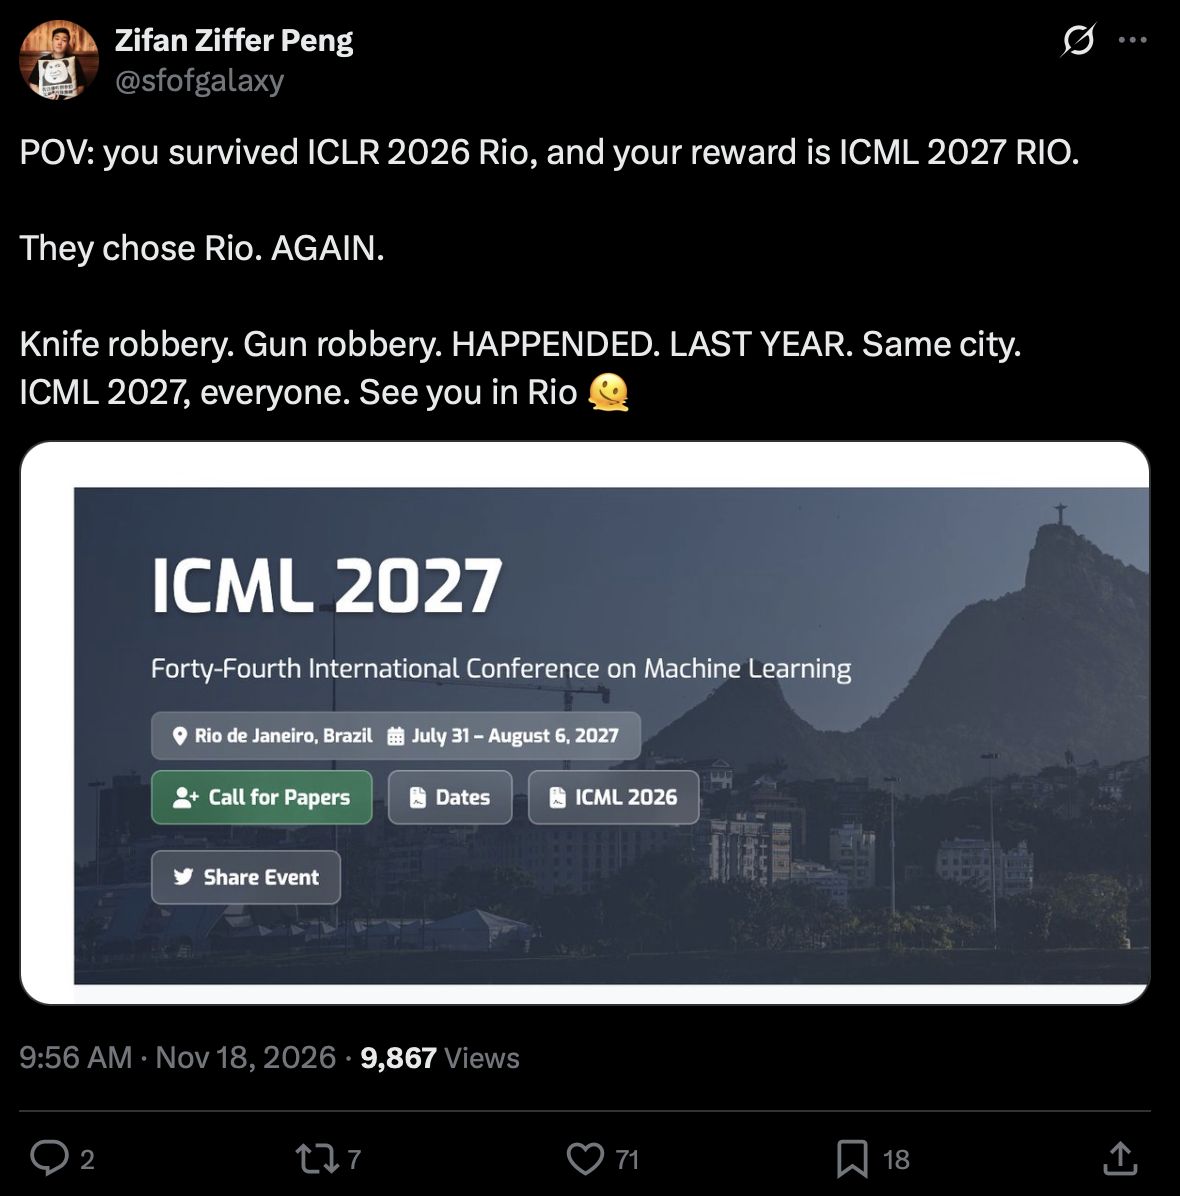 Zifan Ziffer Peng
@sfofgalaxy
POV: you survived ICLR 2026 Rio, and your reward is ICML 2027 RIO.
They chose Rio. AGAIN.
Knife robbery. Gun robbery. HAPPENDED. LAST YEAR. Same city.
ICML 2027, everyone. See you in Rio 🫠
ICML 2027
Forty-Fourth International Conference on Machine Learning
Rio de Janeiro, Brazil July 31 – August 6, 2027
Call for Papers Dates ICML 2026
Share Event
9:56 AM · Nov 18, 2026 · 9,867 Views
2 7 71 18